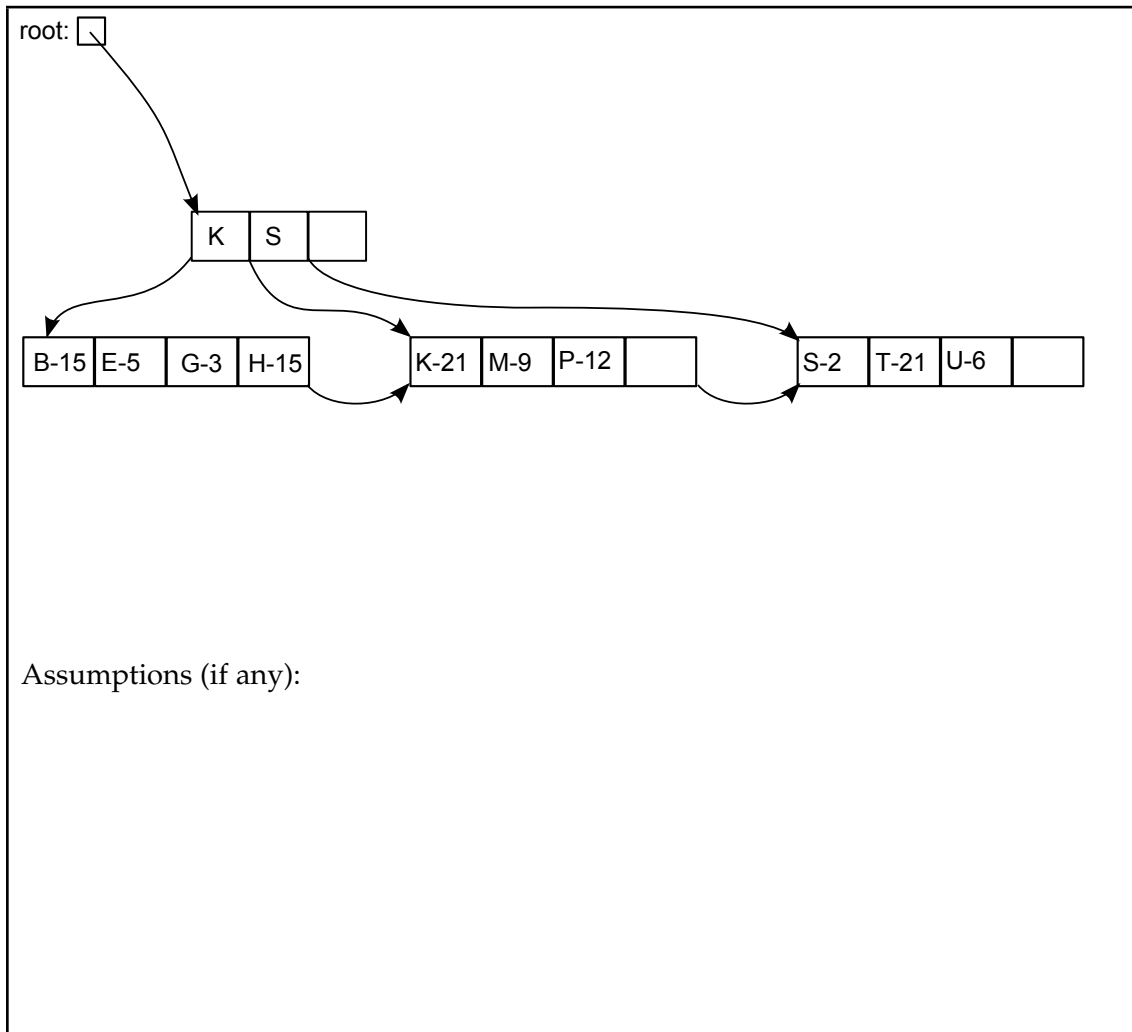 root:
K S
B-15 E-5 G-3 H-15 K-21 M-9 P-12 S-2 T-21 U-6
Assumptions (if any):